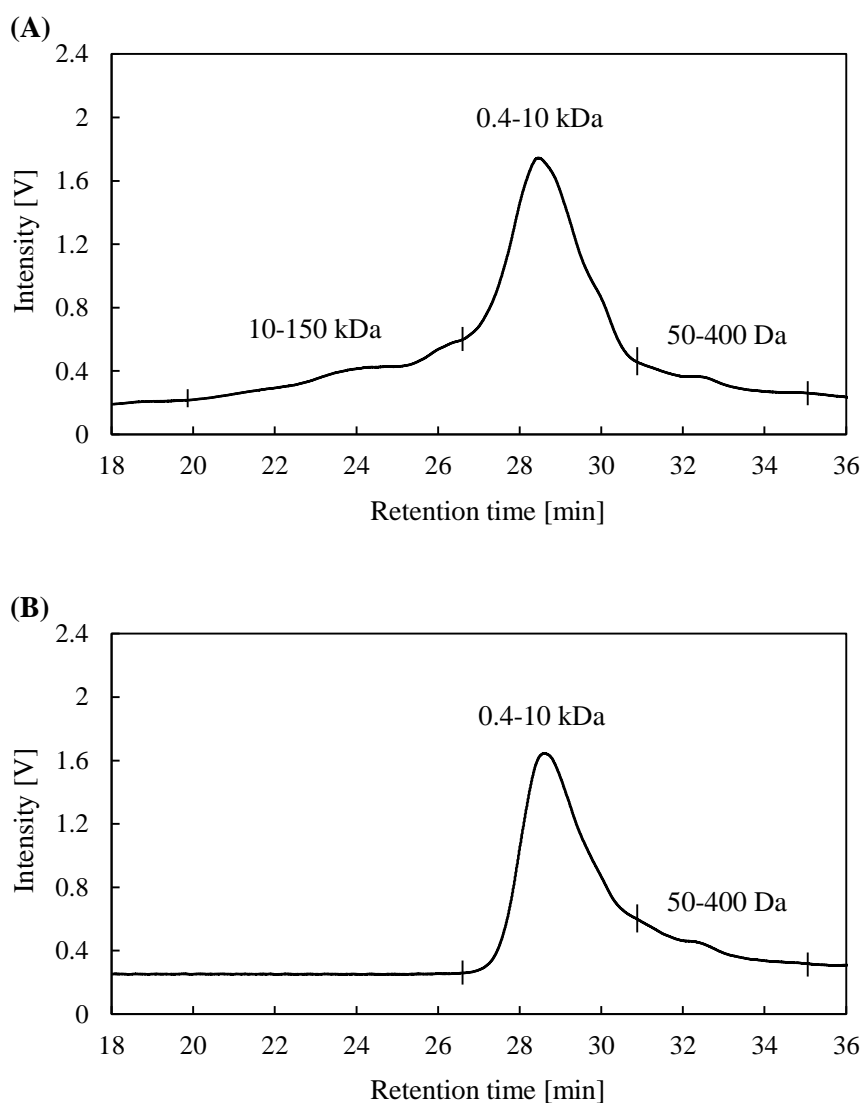 (A)
2.4
2
0.4-10 kDa
1.6
1.2
0.8
10-150 kDa
50-400 Da
0.4
0
Intensity [V]
18 20 22 24 26 28 30 32 34 36
Retention time [min]
(B)
2.4
2
0.4-10 kDa
1.6
1.2
0.8
50-400 Da
0.4
0
Intensity [V]
18 20 22 24 26 28 30 32 34 36
Retention time [min]